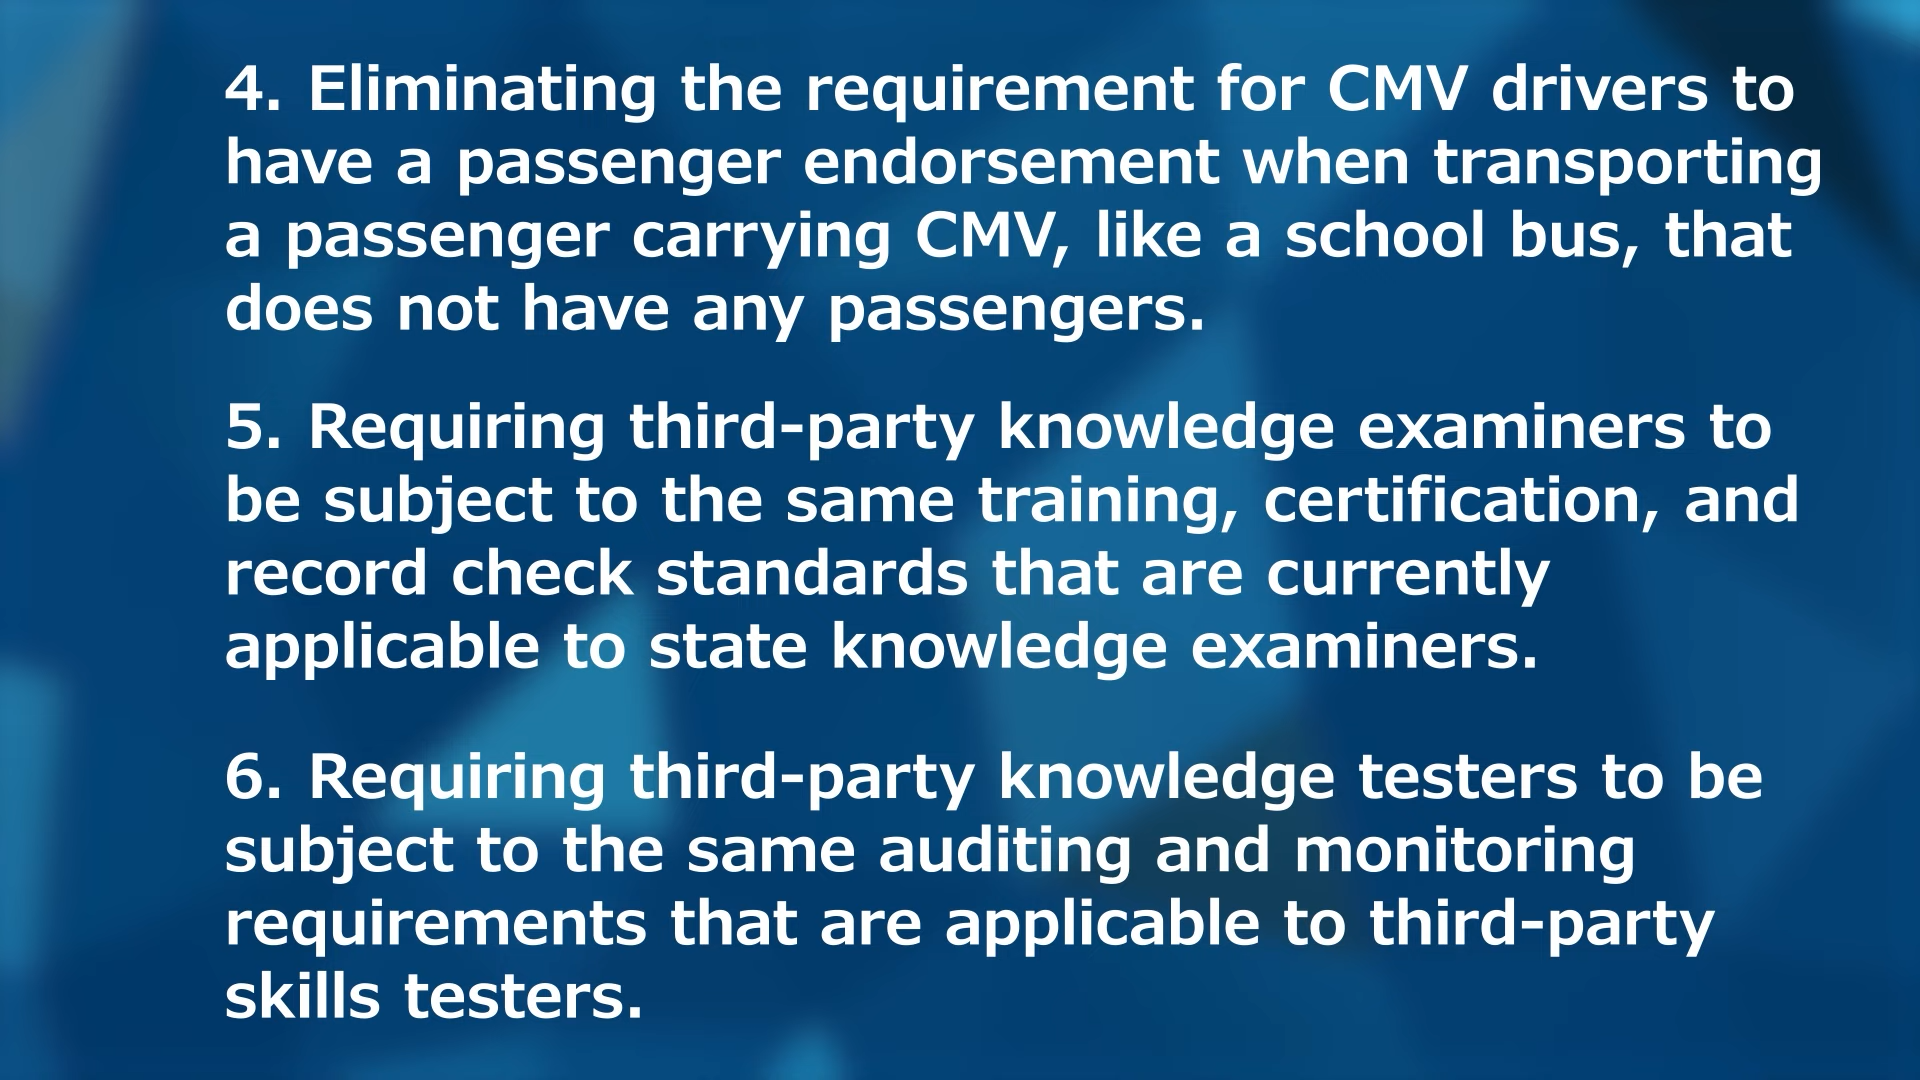 4. Eliminating the requirement for CMV drivers to
have a passenger endorsement when transporting
a passenger carrying CMV, like a school bus, that
does not have any passengers.
5. Requiring third-party knowledge examiners to
be subject to the same training, certification, and
record check standards that are currently
applicable to state knowledge examiners.
6. Requiring third-party knowledge testers to be
subject to the same auditing and monitoring
requirements that are applicable to third-party
skills testers.